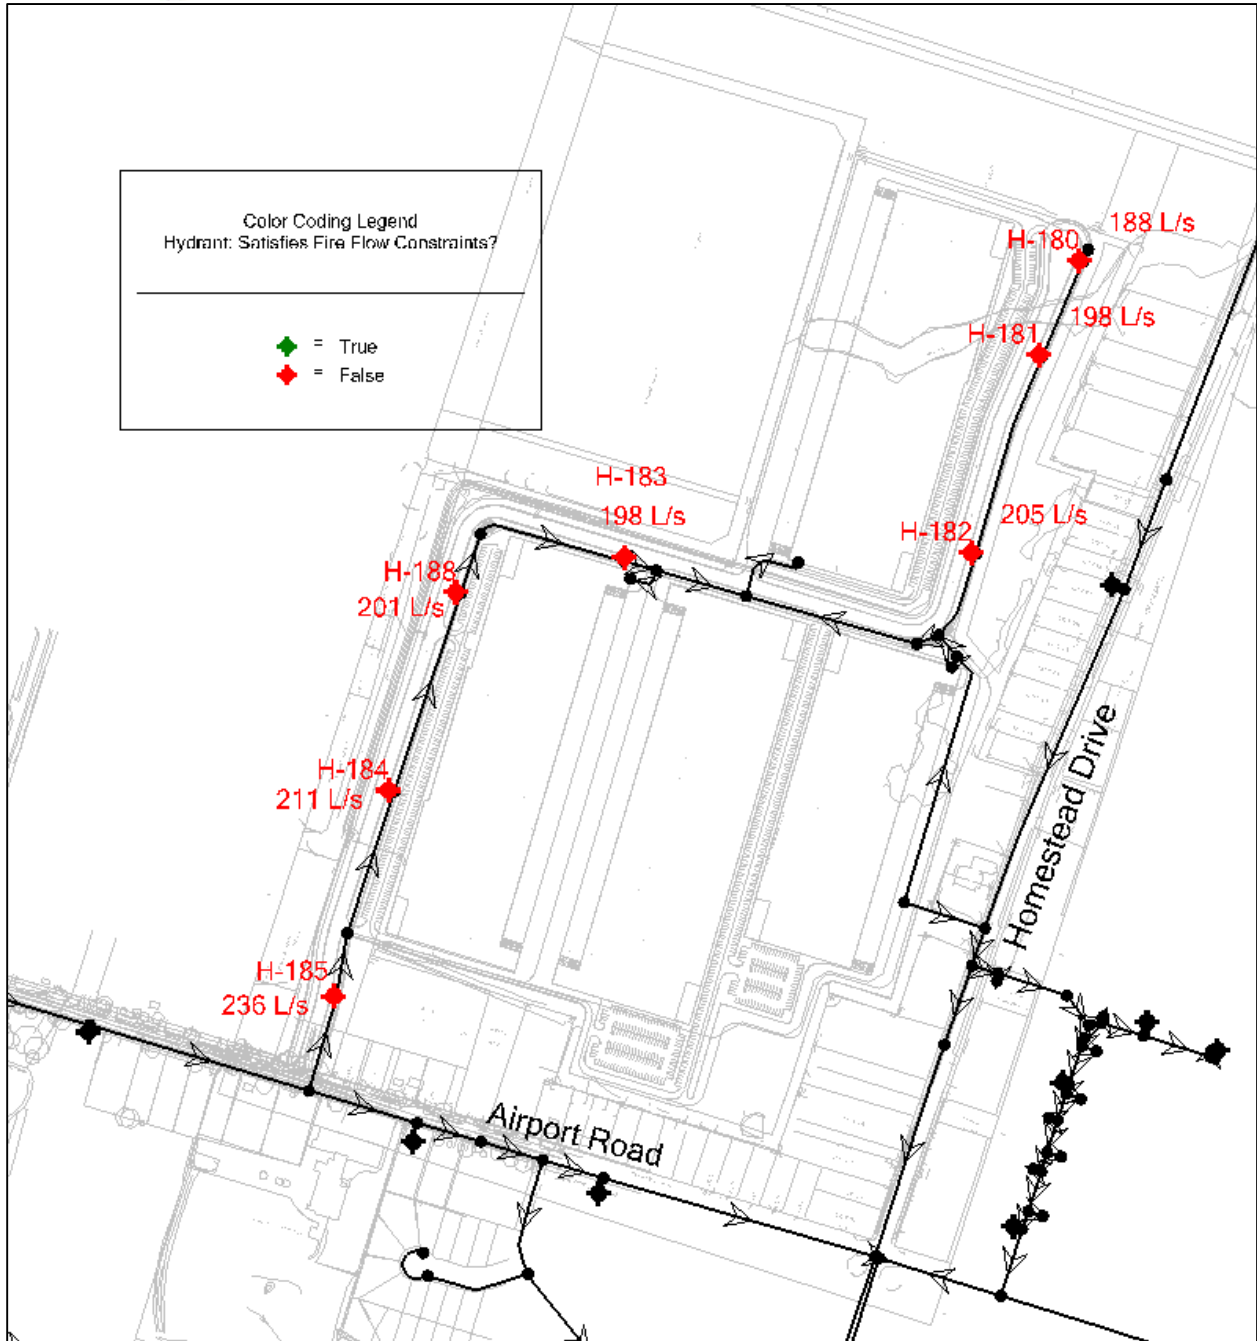 Color Coding Legend
Hydrant: Satisfies Fire Flow Constraints?
= True
= False
188 L/s
H-180
198 L/s
H-181
H-183
198 L/s
205 L/s
H-182
H-188
201 L/s
H-184
211 L/s
Homestead Drive
H-185
236 L/s
Airport Road